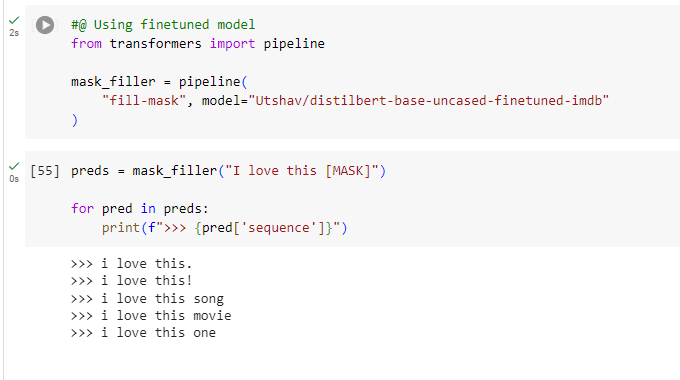 #@ Using finetuned model
2s
from transformers import pipeline
mask_filler = pipeline(
"fill-mask", model="Utshav/distilbert-base-uncased-finetuned-imdb"
)
0s
[55] preds = mask_filler("I love this [MASK]")
for pred in preds:
print(f">>> {pred['sequence']}")
>>> i love this.
>>> i love this!
>>> i love this song
>>> i love this movie
>>> i love this one